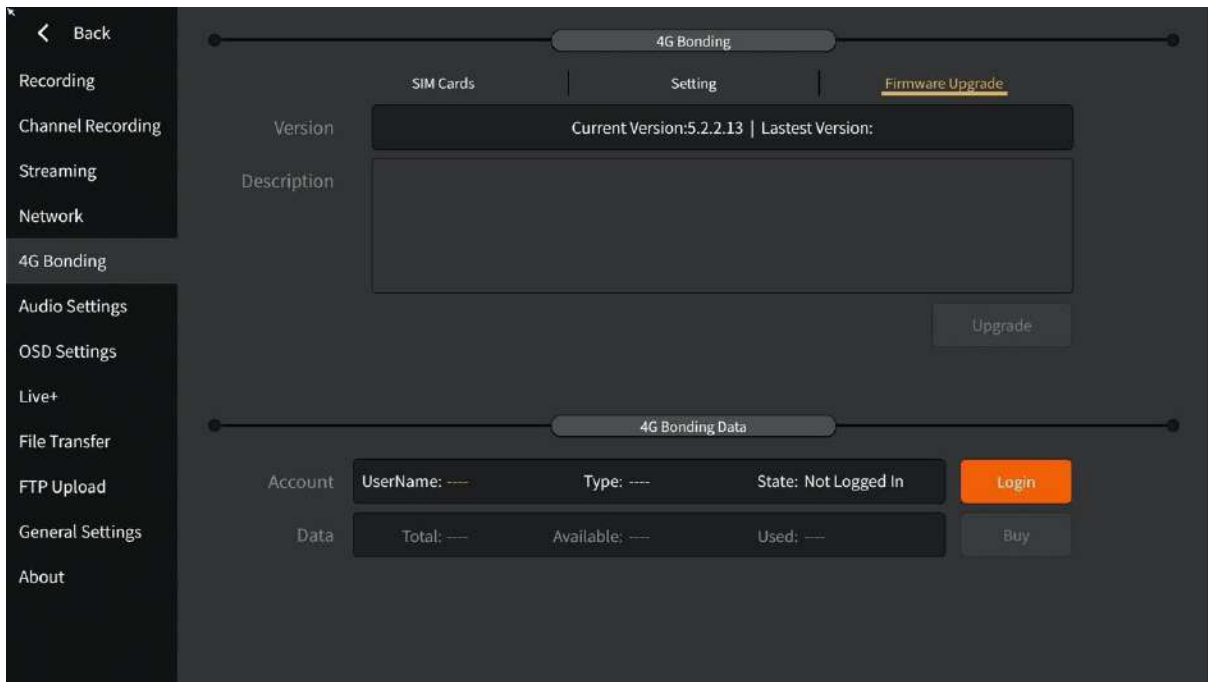 Back
Recording
Channel Recording
Streaming
Network
4G Bonding
Audio Settings
OSD Settings
Live+
File Transfer
FTP Upload
General Settings
About
4G Bonding
SIM Cards | Setting | Firmware Upgrade
Version Current Version:5.2.2.13 | Lastest Version:
Description
Upgrade
4G Bonding Data
Account UserName: ---- Type: ---- State: Not Logged In Login
Data Total: ---- Available: ---- Used: ---- Buy